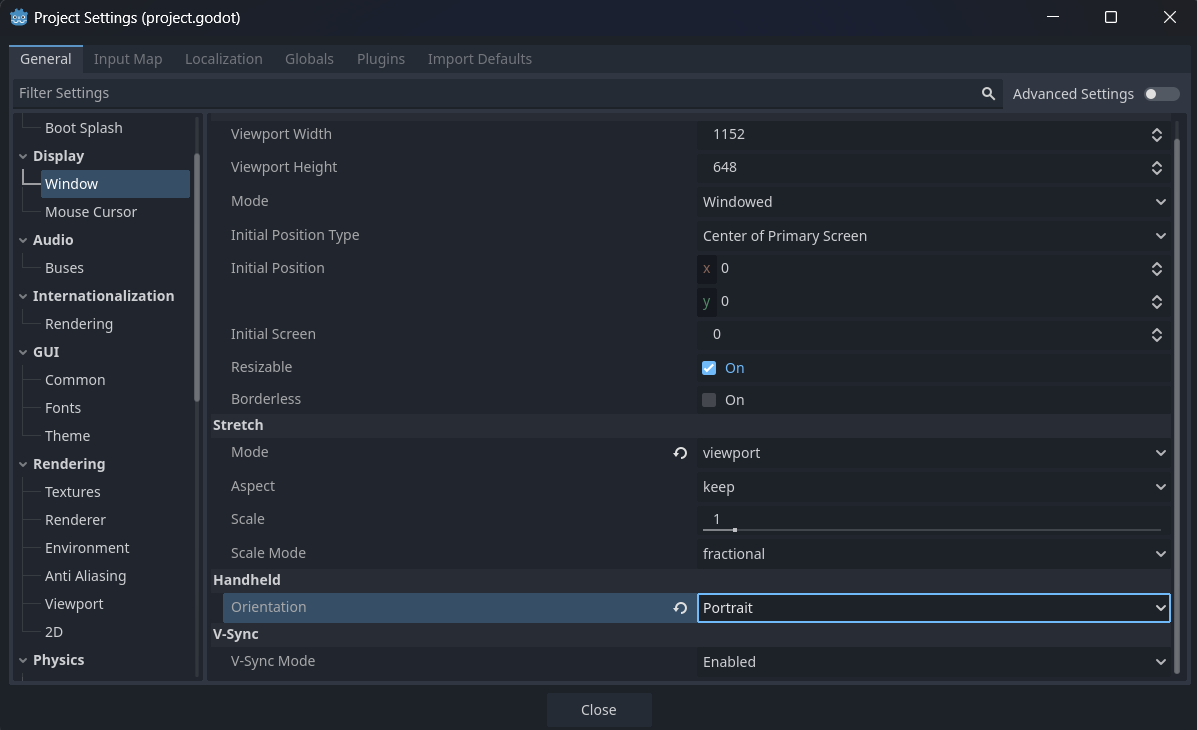 Project Settings (project.godot)
General Input Map Localization Globals Plugins Import Defaults
Filter Settings
Advanced Settings
Boot Splash
Display
Window
Mouse Cursor
Audio
Buses
Internationalization
Rendering
GUI
Common
Fonts
Theme
Rendering
Textures
Renderer
Environment
Anti Aliasing
Viewport
2D
Physics
Viewport Width 1152
Viewport Height 648
Mode Windowed
Initial Position Type Center of Primary Screen
Initial Position x 0
y 0
Initial Screen 0
Resizable On
Borderless On
Stretch
Mode viewport
Aspect keep
Scale 1
Scale Mode fractional
Handheld
Orientation Portrait
V-Sync
V-Sync Mode Enabled
Close